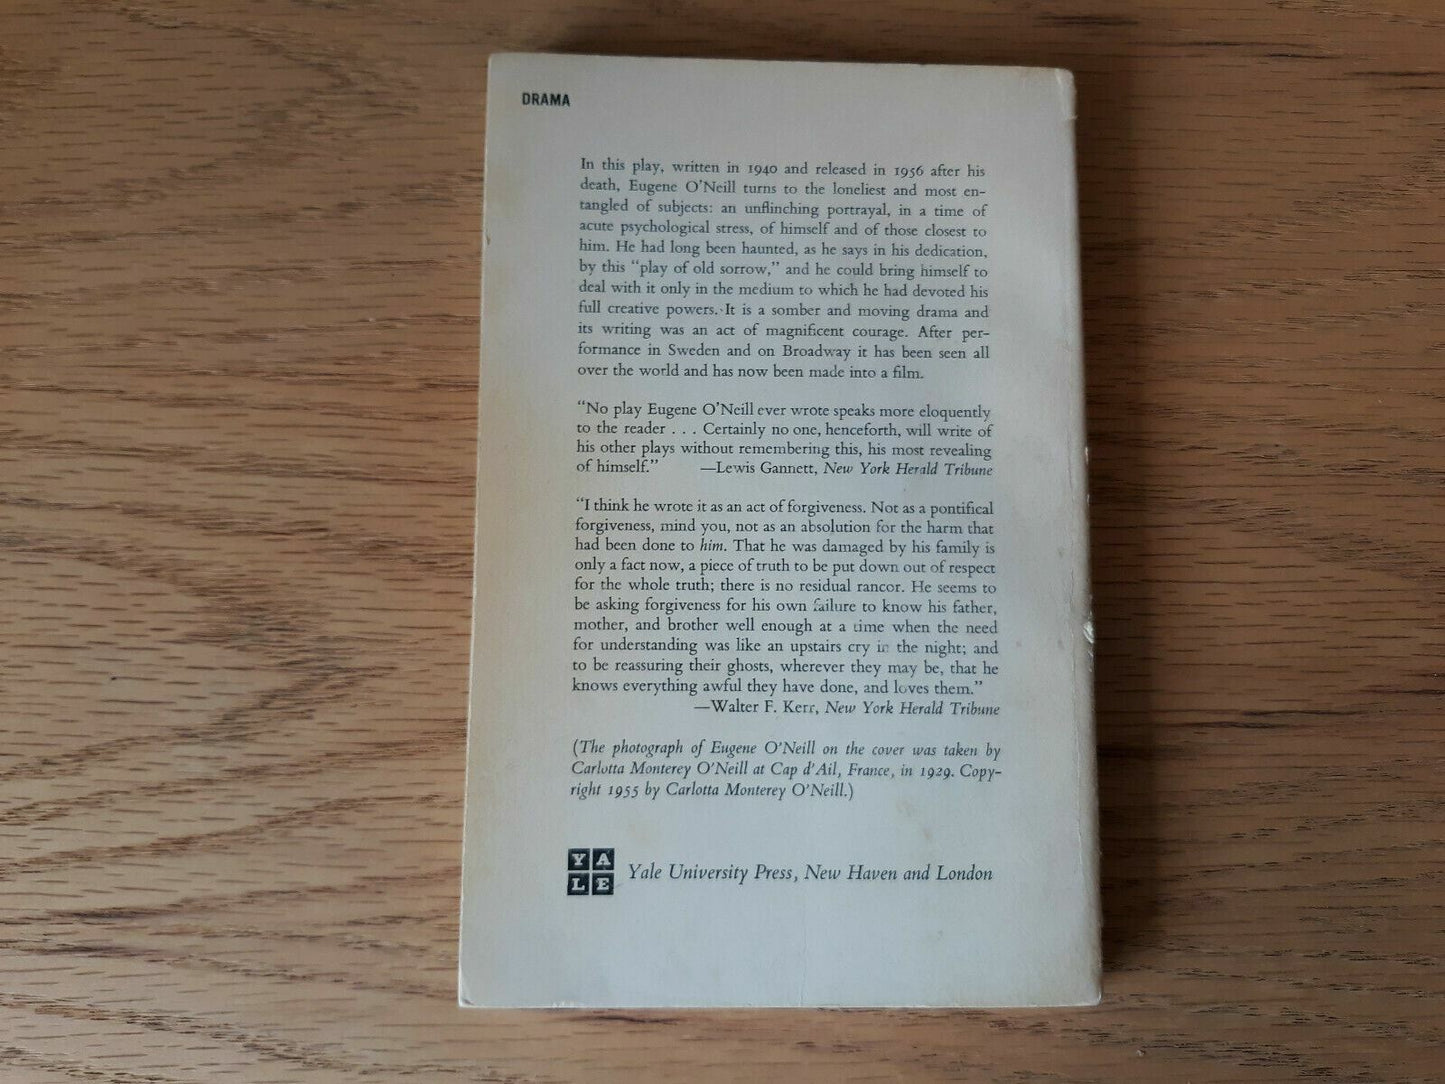 DRAMA
In this play, written in 1940 and released in 1956 after his
death, Eugene O'Neill turns to the loneliest and most en-
tangled of subjects: an unflinching portrayal, in a time of
acute psychological stress, of himself and of those closest to
him. He had long been haunted, as he says in his dedication,
by this "play of old sorrow," and he could bring himself to
deal with it only in the medium to which he had devoted his
full creative powers. It is a somber and moving drama and
its writing was an act of magnificent courage. After per-
formance in Sweden and on Broadway it has been seen all
over the world and has now been made into a film.
"No play Eugene O'Neill ever wrote speaks more eloquently
to the reader . . . Certainly no one, henceforth, will write of
his other plays without remembering this, his most revealing
of himself." —Lewis Gannett, New York Herald Tribune
"I think he wrote it as an act of forgiveness. Not as a pontifical
forgiveness, mind you, not as an absolution for the harm that
had been done to him. That he was damaged by his family is
only a fact now, a piece of truth to be put down out of respect
for the whole truth; there is no residual rancor. He seems to
be asking forgiveness for his own failure to know his father,
mother, and brother well enough at a time when the need
for understanding was like an upstairs cry in the night; and
to be reassuring their ghosts, wherever they may be, that he
knows everything awful they have done, and loves them."
—Walter F. Kerr, New York Herald Tribune
(The photograph of Eugene O'Neill on the cover was taken by
Carlotta Monterey O'Neill at Cap d'Ail, France, in 1929. Copy-
right 1955 by Carlotta Monterey O'Neill.)
YALE Yale University Press, New Haven and London